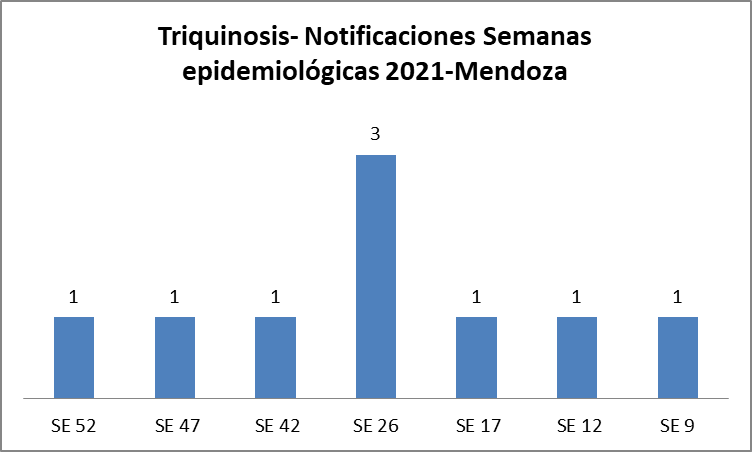 Triquinosis- Notificaciones Semanas
epidemiológicas 2021-Mendoza
3
1 1 1 1 1 1
SE 52 SE 47 SE 42 SE 26 SE 17 SE 12 SE 9